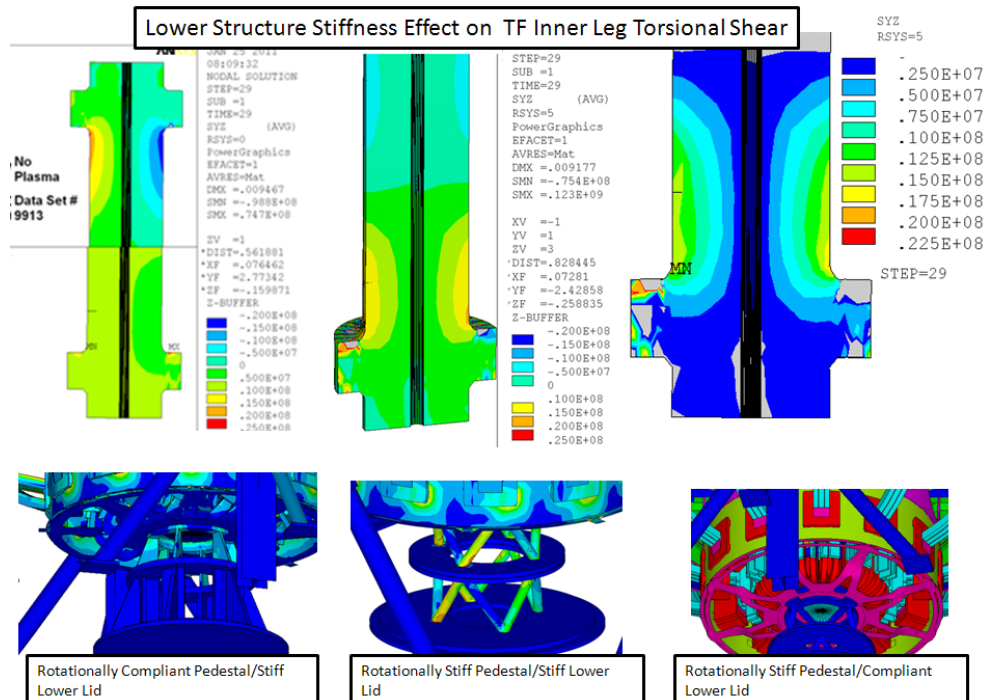 Lower Structure Stiffness Effect on TF Inner Leg Torsional Shear
JAN 25 2011
08:09:32
NODAL SOLUTION
STEP=29
SUB =1
TIME=29
SYZ (AVG)
RSYS=0
PowerGraphics
EFACET=1
AVRES=Mat
DMX =.009467
SMN =-.988E+08
SMX =.747E+08
ZV =1
*DIST=.561881
*XF =.076462
*YF =2.77342
*ZF =-.159871
Z-BUFFER
-.200E+08
-.150E+08
-.100E+08
-.500E+07
0
.500E+07
.100E+08
.150E+08
.200E+08
.250E+08
No
Plasma
Data Set #
9913
MN
MX
STEP=29
SUB =1
TIME=29
SYZ (AVG)
RSYS=5
PowerGraphics
EFACET=1
AVRES=Mat
DMX =.009177
SMN =-.754E+08
SMX =.123E+09
XV =-1
YV =1
ZV =3
*DIST=.828445
*XF =.07281
*YF =-2.42858
*ZF =-.258835
Z-BUFFER
-.200E+08
-.150E+08
-.100E+08
-.500E+07
0
.100E+08
.150E+08
.200E+08
.250E+08
SYZ
RSYS=5
.250E+07
.500E+07
.750E+07
.100E+08
.125E+08
.150E+08
.175E+08
.200E+08
.225E+08
STEP=29
MN
Rotationally Compliant Pedestal/Stiff
Lower Lid
Rotationally Stiff Pedestal/Stiff Lower
Lid
Rotationally Stiff Pedestal/Compliant
Lower Lid